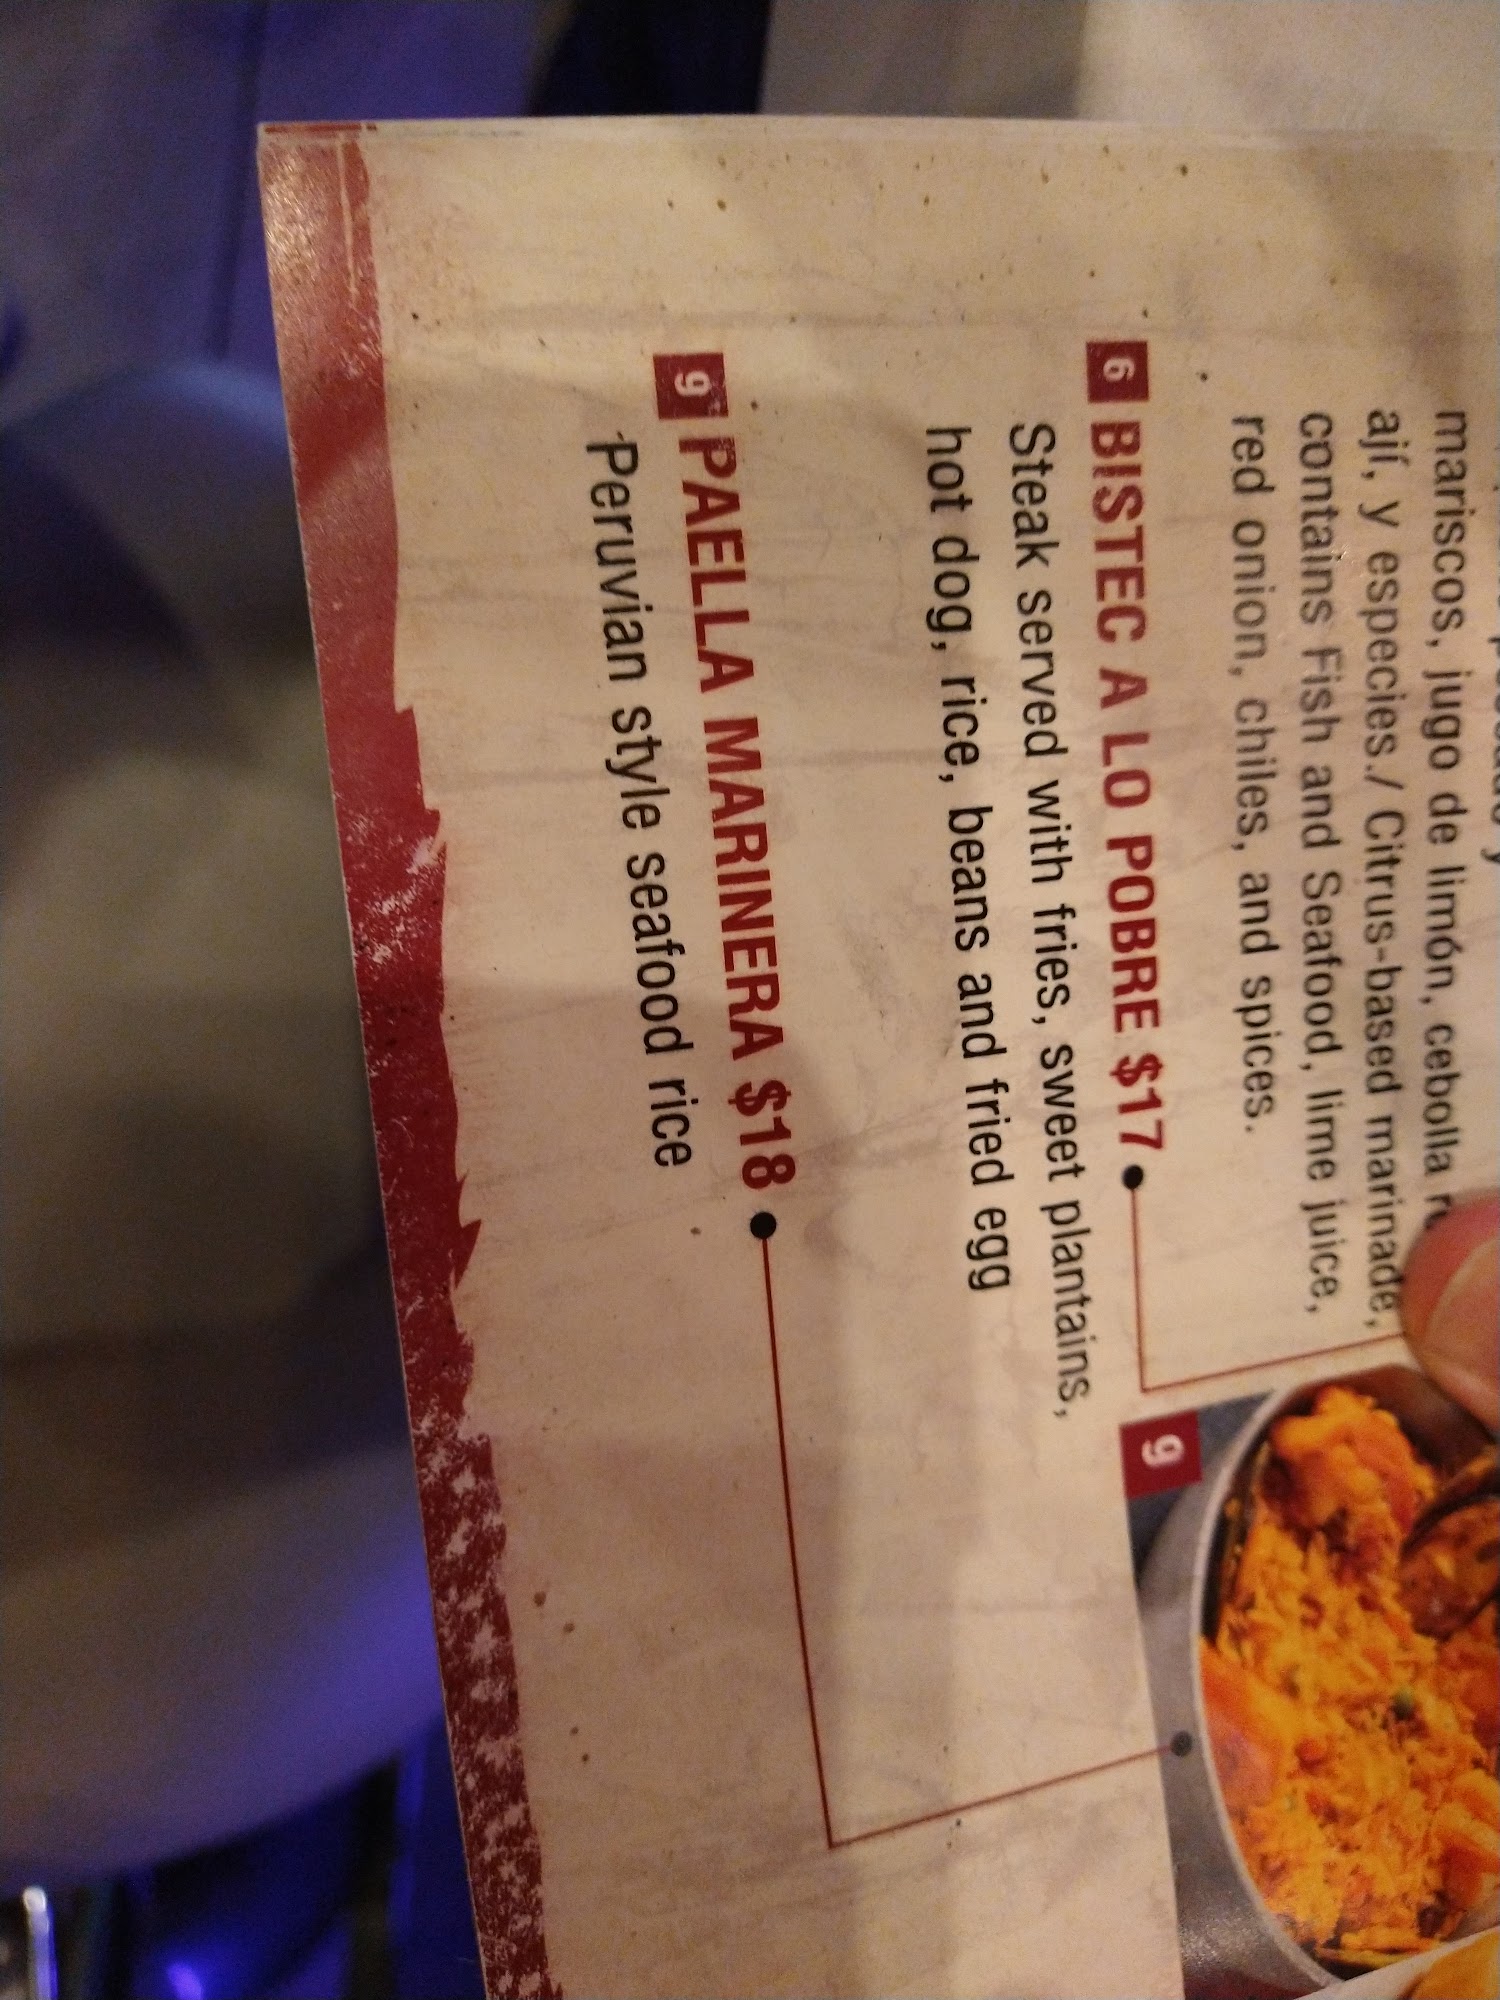 mariscos, jugo de limón, cebolla
ají, y especies./ Citrus-based marinade,
contains Fish and Seafood, lime juice,
red onion, chiles, and spices.
6 BISTEC A LO POBRE $17
Steak served with fries, sweet plantains,
hot dog, rice, beans and fried egg
9 PAELLA MARINERA $18
Peruvian style seafood rice
9